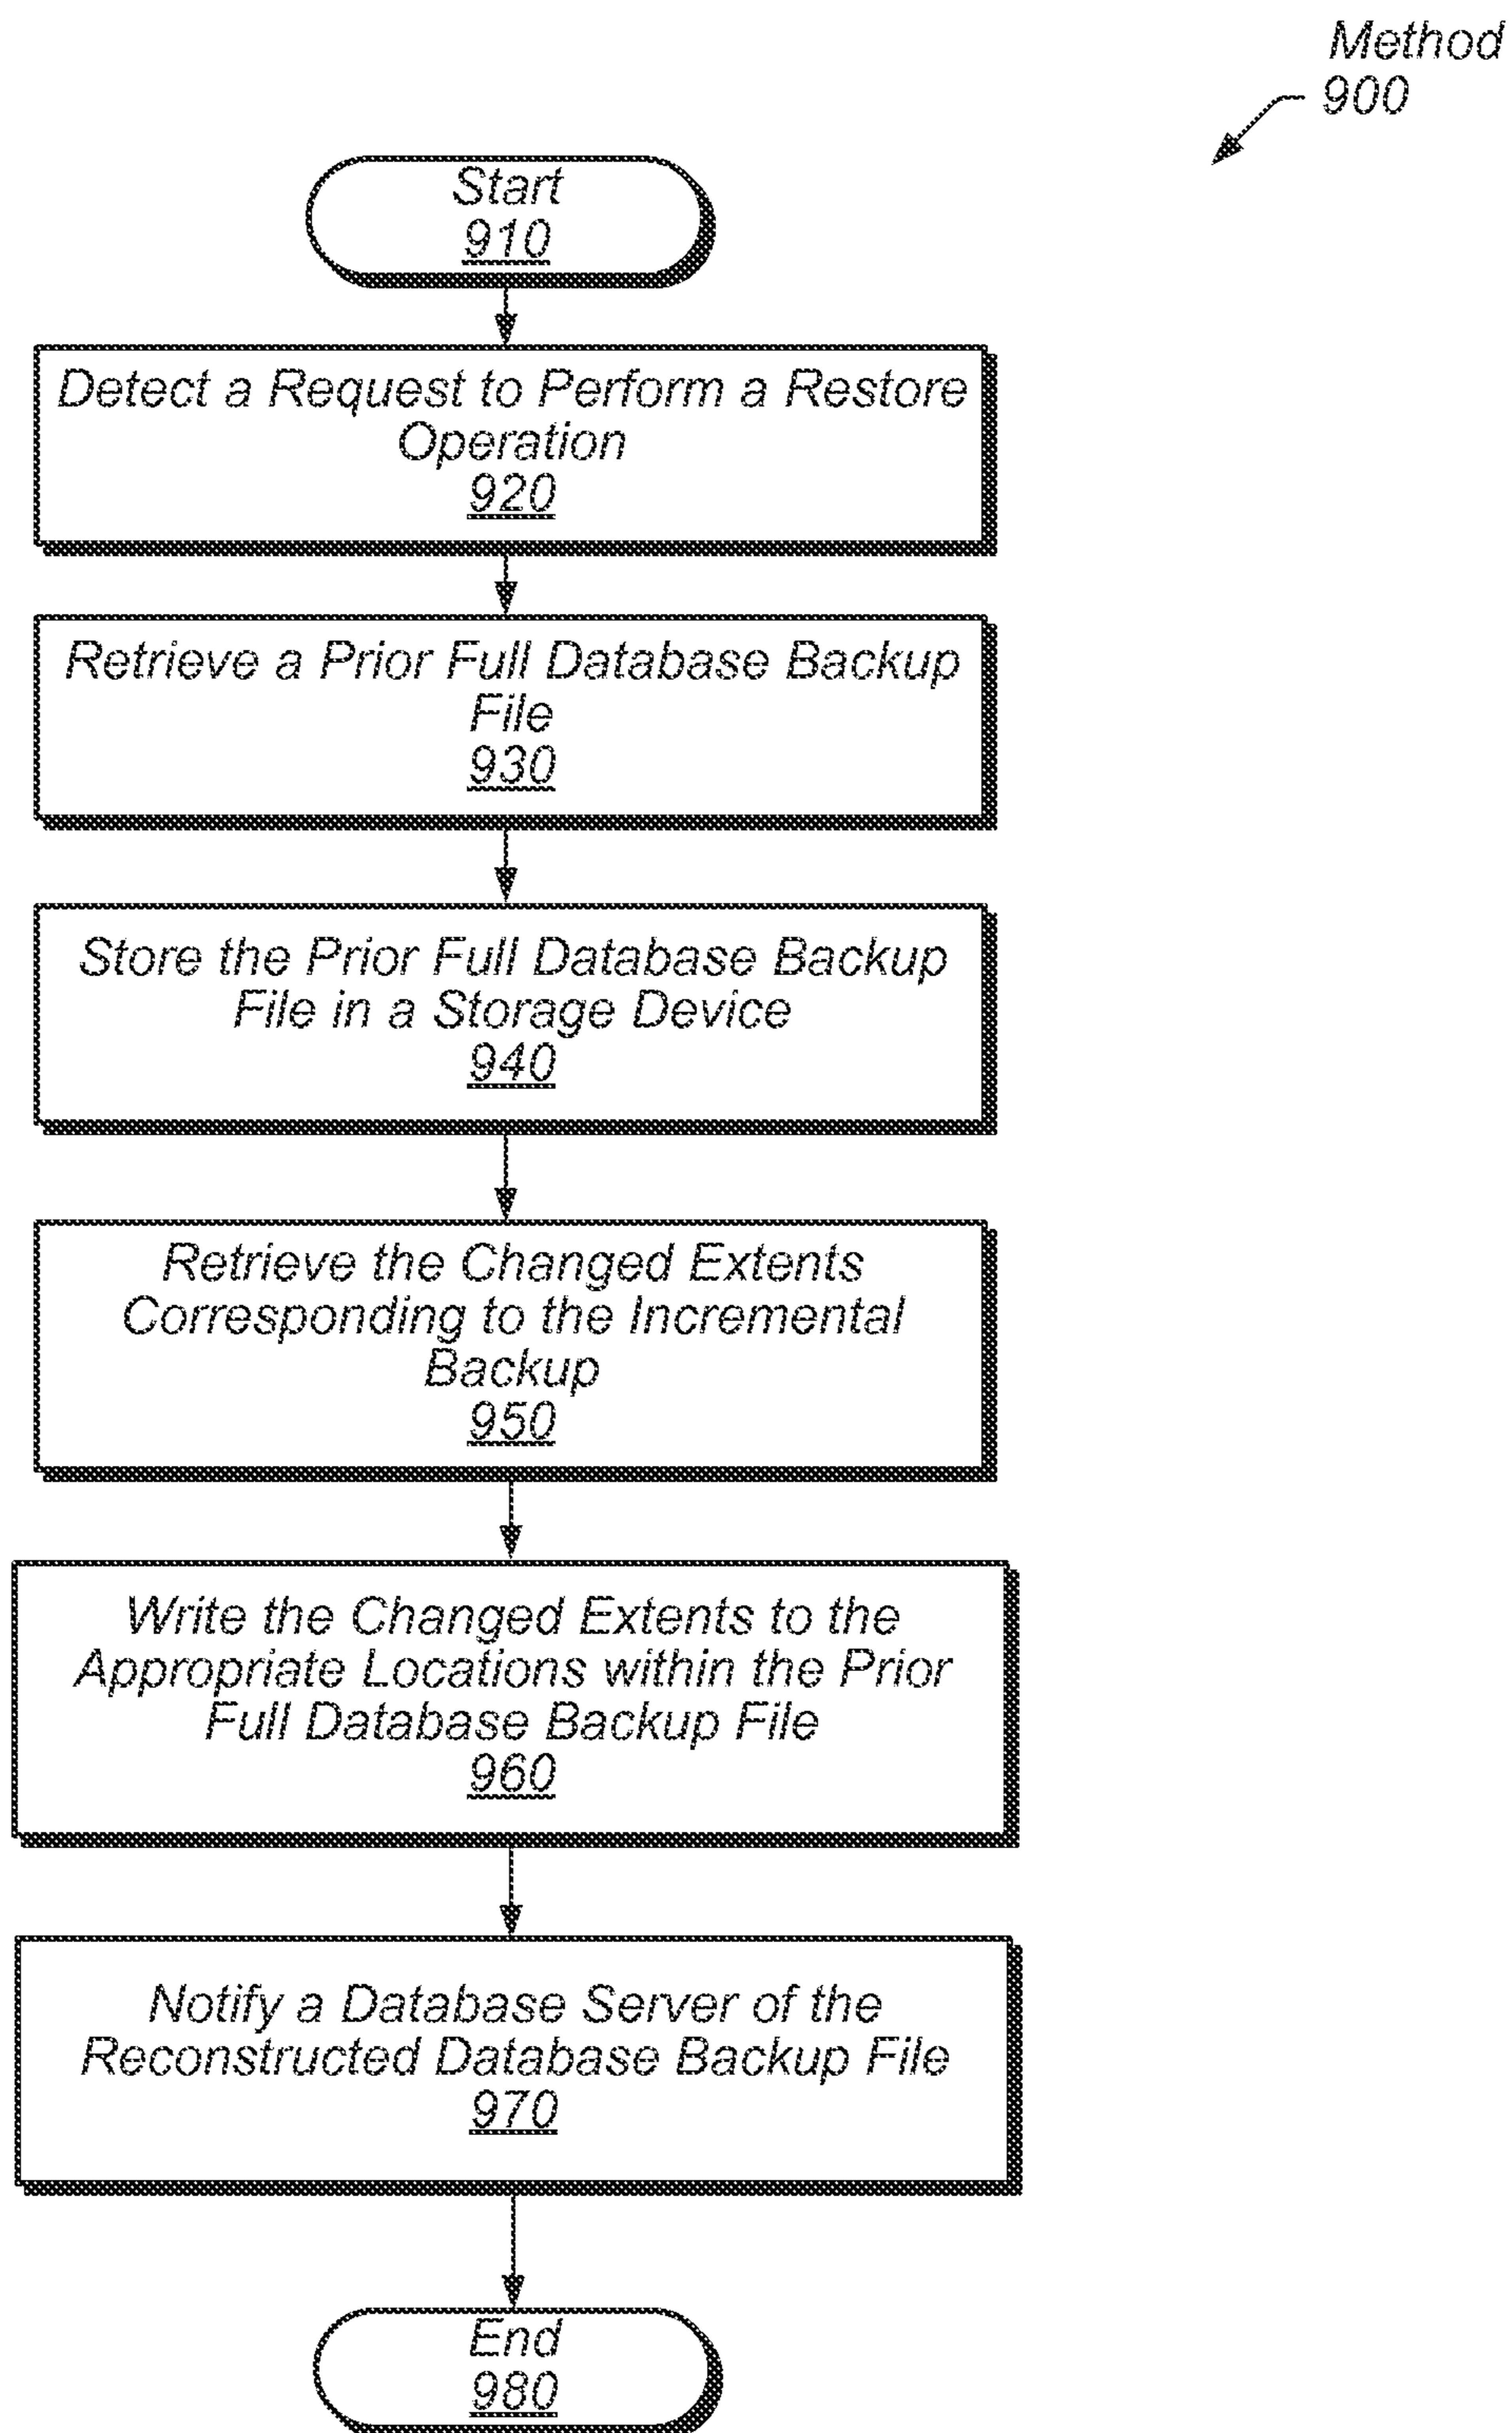 Method
900
Start
910
Detect a Request to Perform a Restore
Operation
920
Retrieve a Prior Full Database Backup
File
930
Store the Prior Full Database Backup
File in a Storage Device
940
Retrieve the Changed Extents
Corresponding to the Incremental
Backup
950
Write the Changed Extents to the
Appropriate Locations within the Prior
Full Database Backup File
960
Notify a Database Server of the
Reconstructed Database Backup File
970
End
980